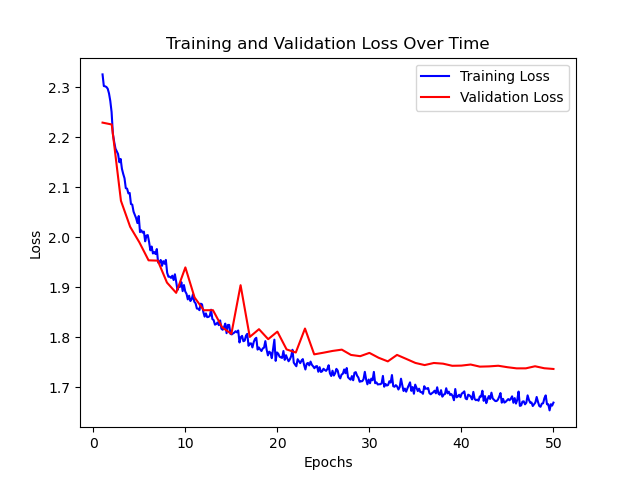 Training and Validation Loss Over Time
Training Loss
Validation Loss
Loss
2.3
2.2
2.1
2.0
1.9
1.8
1.7
0
10
20
30
40
50
Epochs